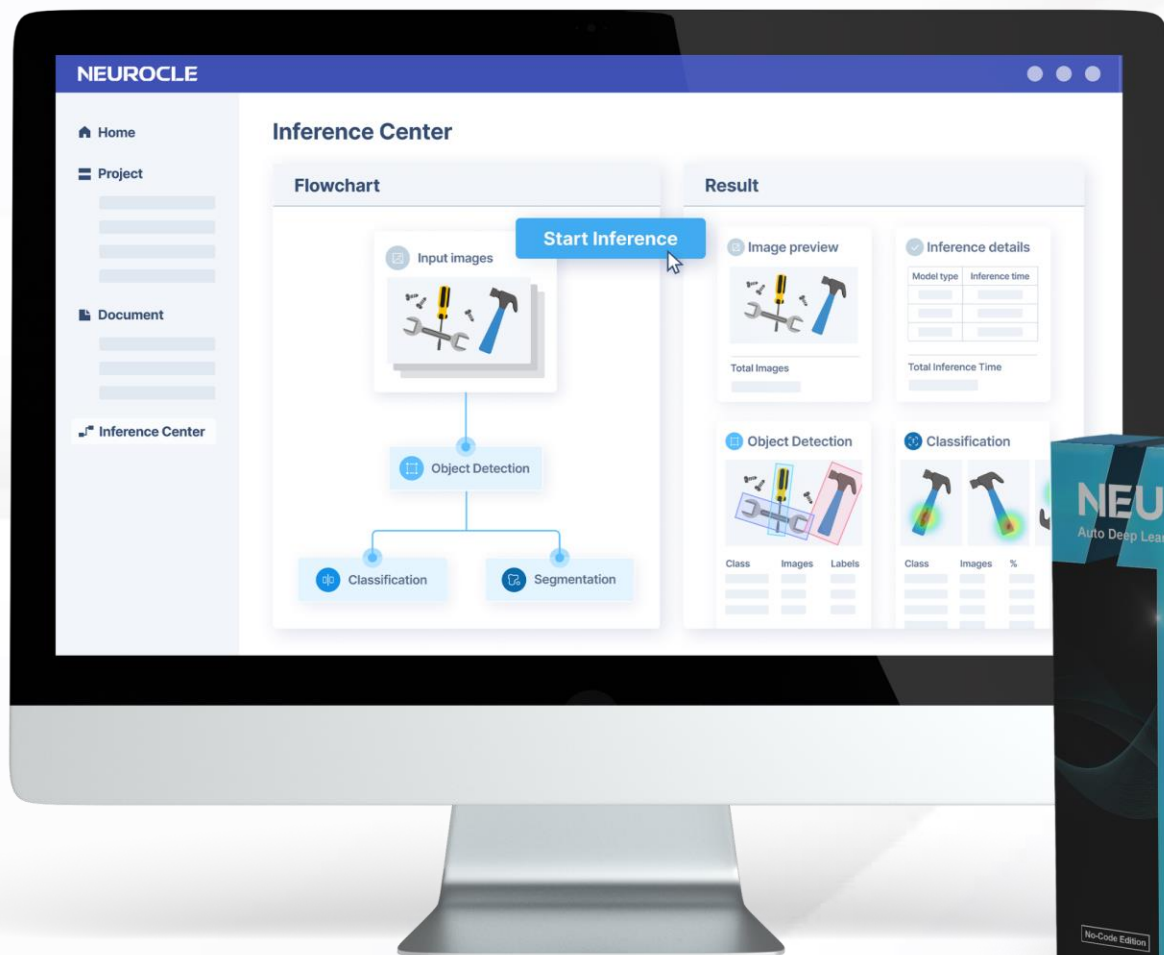 NEUROCLE
Home
Project
Document
Inference Center
Inference Center
Flowchart
Start Inference
Input images
Object Detection
Classification
Segmentation
Result
Image preview
Total Images
Inference details
Model type Inference time
Total Inference Time
Object Detection
Class Images Labels
Classification
Class Images %
NEU
Auto Deep Lear
No-Code Edition